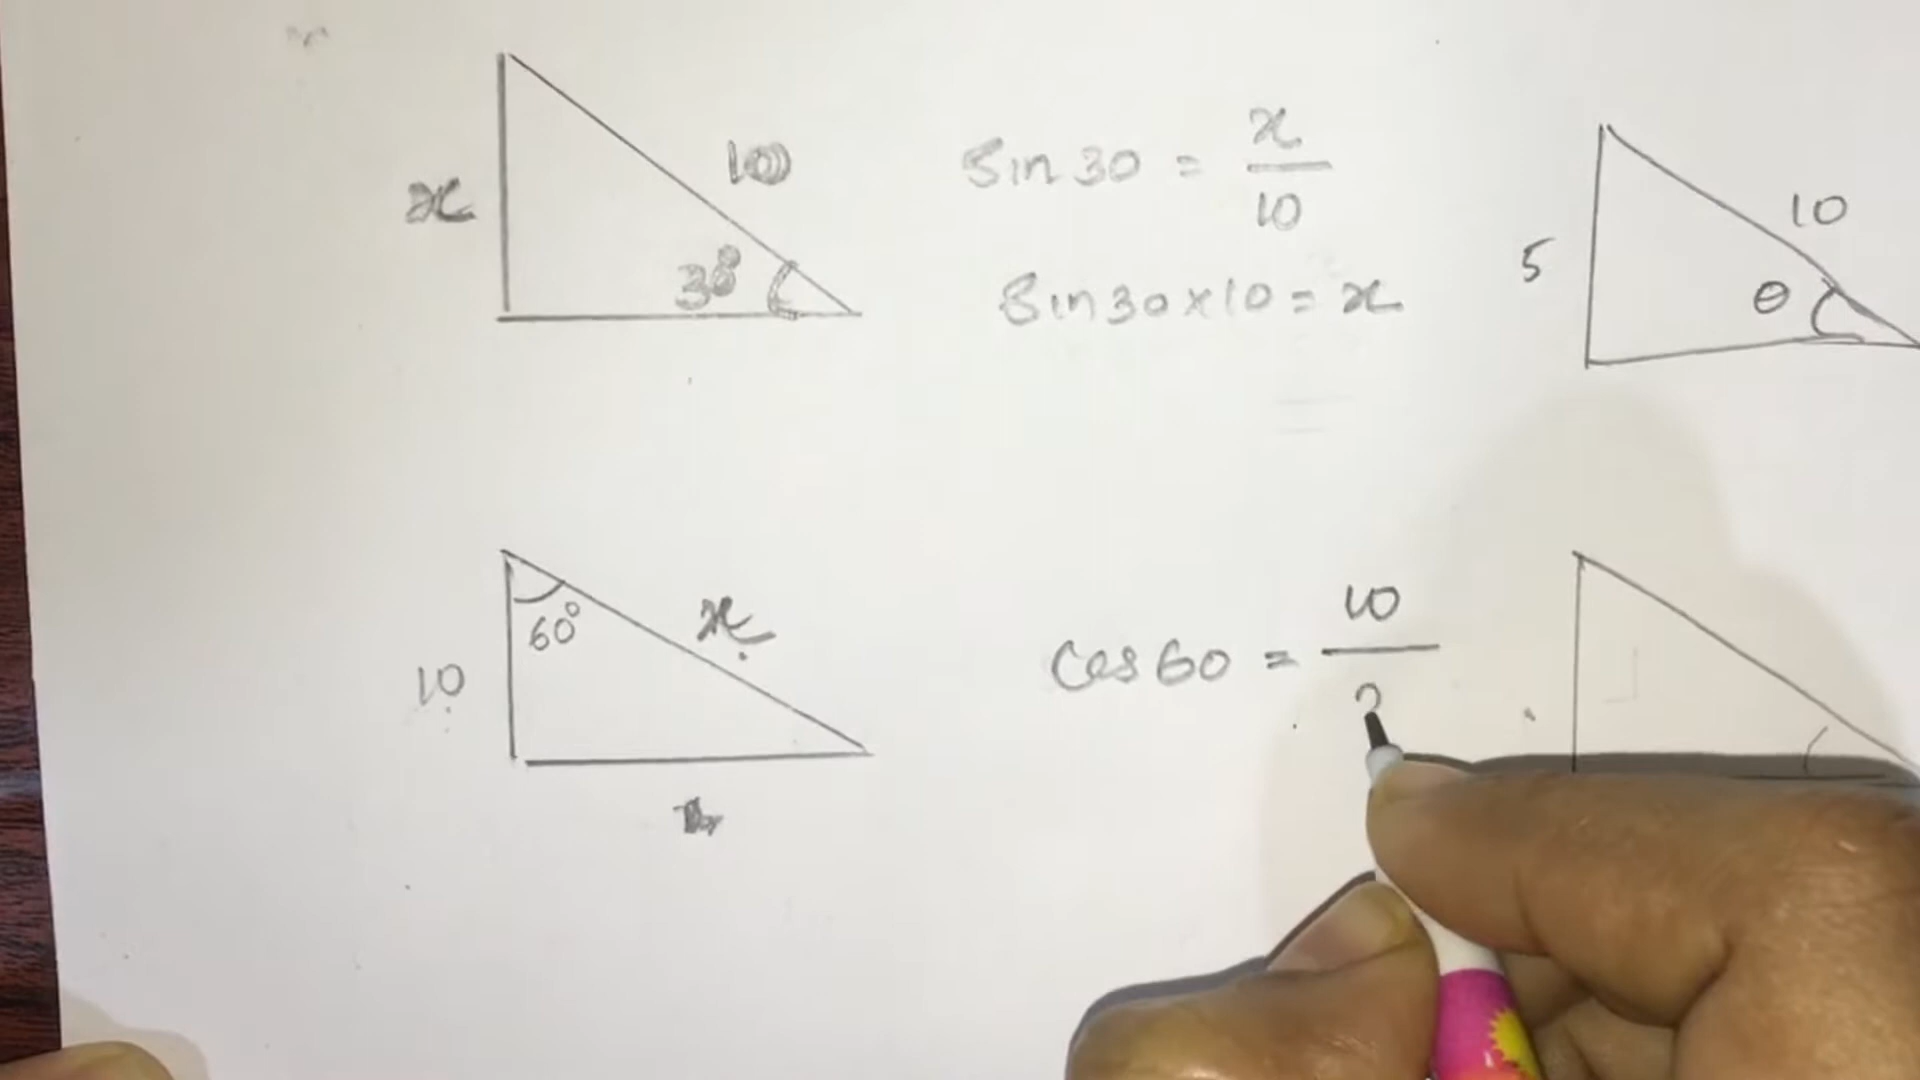 x
10
30°
sin 30 = x/10
sin 30 × 10 = x
5
10
θ
60°
x
10
cos 60 = 10/